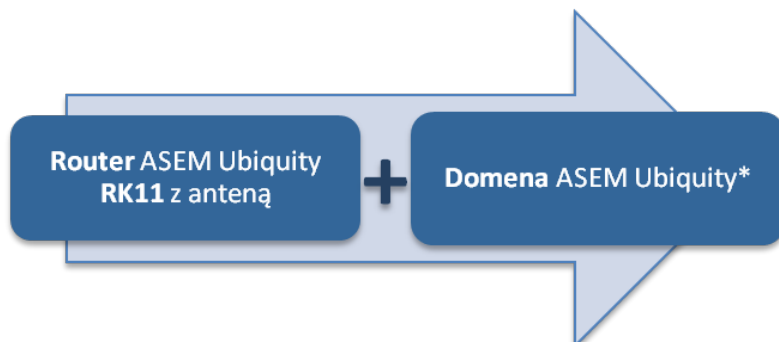 Router ASEM Ubiquity
RK11 z anteną
+
Domena ASEM Ubiquity*